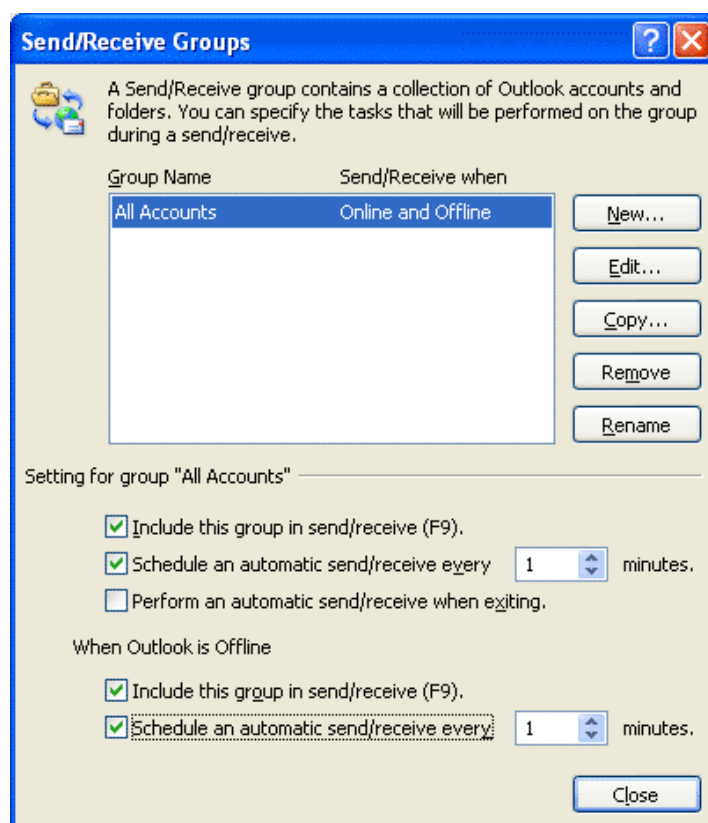 Send/Receive Groups
A Send/Receive group contains a collection of Outlook accounts and
folders. You can specify the tasks that will be performed on the group
during a send/receive.
Group Name Send/Receive when
All Accounts Online and Offline
New...
Edit...
Copy...
Remove
Rename
Setting for group "All Accounts"
Include this group in send/receive (F9).
Schedule an automatic send/receive every 1 minutes.
Perform an automatic send/receive when exiting.
When Outlook is Offline
Include this group in send/receive (F9).
Schedule an automatic send/receive every 1 minutes.
Close